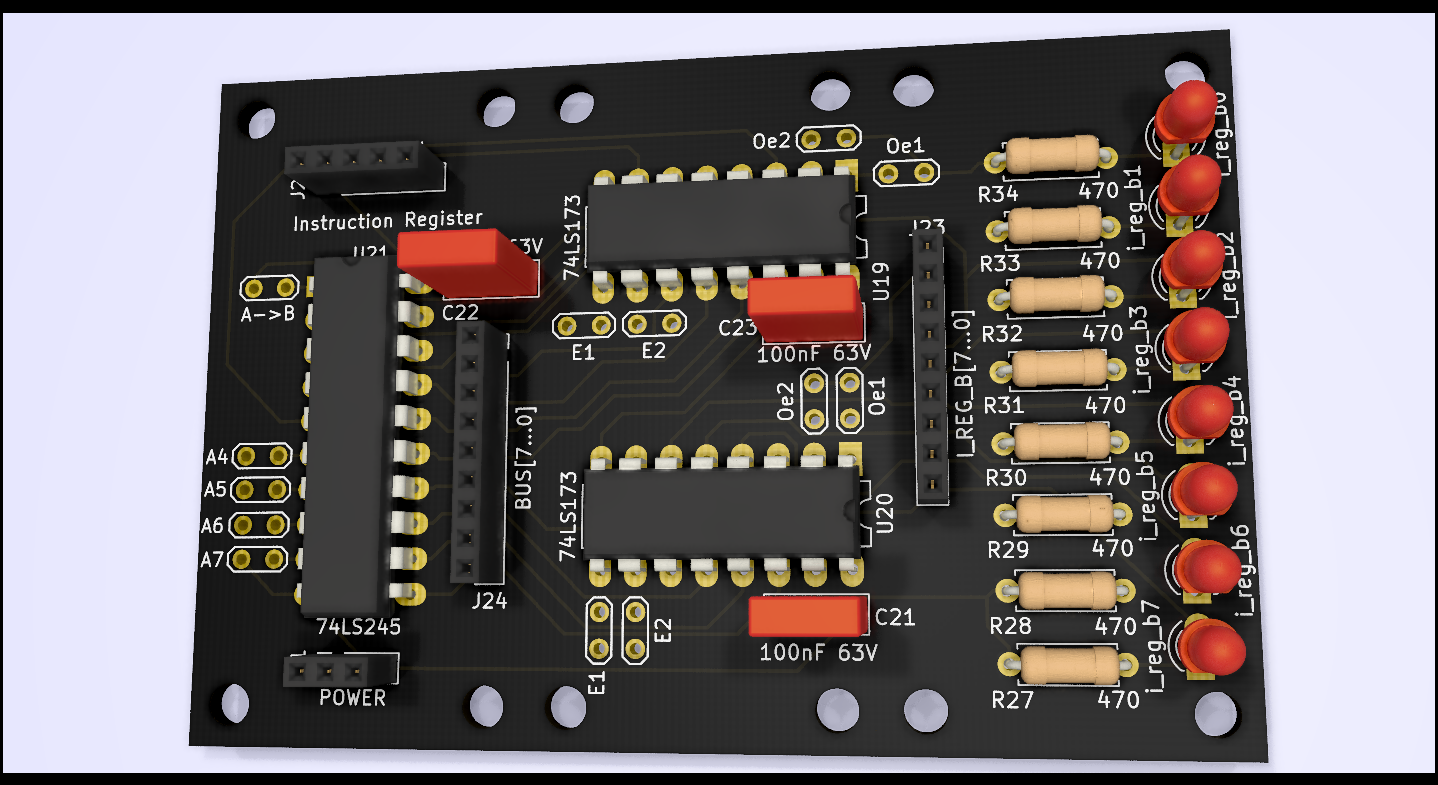 Oe2
Oe1
i_reg_b0
R34
470
i_reg_b1
Instruction Register
74LS173
J23
U21
63V
R33
470
i_reg_b2
U19
A->B
C22
C23
R32
470
i_reg_b3
E1
E2
100nF 63V
I_REG_B[7...0]
Oe2
Oe1
R31
470
i_reg_b4
A4
BUS[7...0]
R30
470
i_reg_b5
A5
74LS173
U20
A6
R29
470
A7
i_reg_b6
J24
74LS245
E2
C21
R28
470
i_reg_b7
100nF 63V
E1
POWER
R27
470